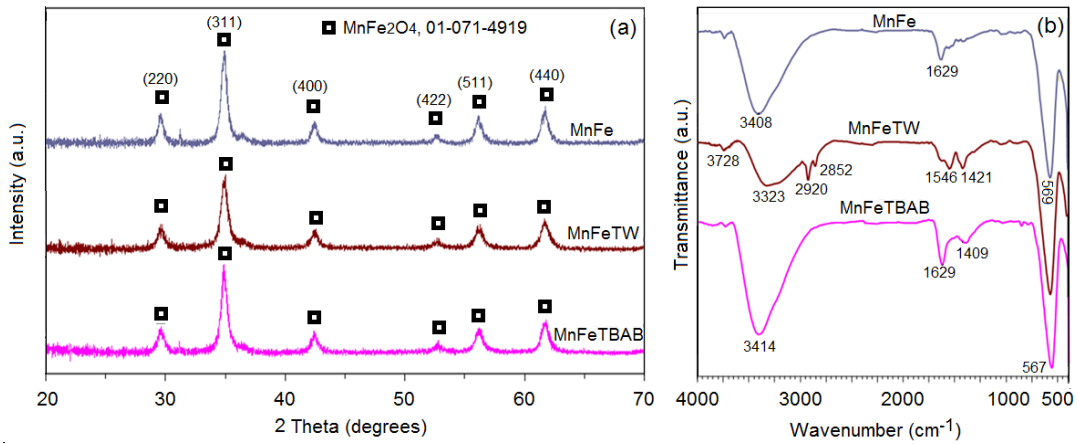 MnFe2O4, 01-071-4919
(a)
(311)
(220)
(400)
(422)
(511)
(440)
MnFe
MnFeTW
MnFeTBAB
Intensity (a.u.)
20
30
40
50
60
70
2 Theta (degrees)
(b)
MnFe
1629
3408
MnFeTW
3728
2852
2920
3323
1546
1421
569
MnFeTBAB
1409
1629
3414
567
Transmittance (a.u.)
4000
3000
2000
1000
500
Wavenumber (cm-1)